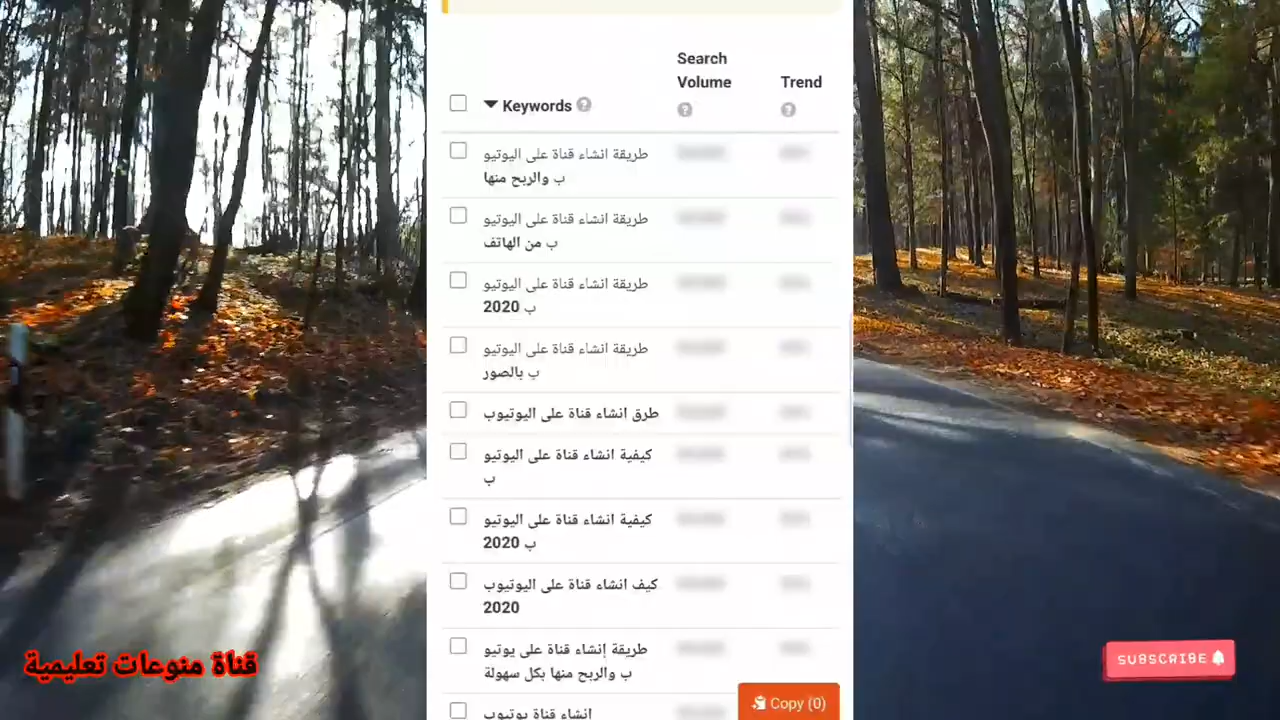 Search
Volume
Trend
Keywords
طريقة انشاء قناة على اليوتيو
ب والربح منها
طريقة انشاء قناة على اليوتيو
ب من الهاتف
طريقة انشاء قناة على اليوتيو
ب 2020
طريقة انشاء قناة على اليوتيو
ب بالصور
طرق انشاء قناة على اليوتيوب
كيفية انشاء قناة على اليوتيو
ب
كيفية انشاء قناة على اليوتيو
ب 2020
كيف انشاء قناة على اليوتيوب
2020
طريقة إنشاء قناة على يوتيو
ب والربح منها بكل سهولة
انشاء قناة يوتيوب
Copy (0)
قناة منوعات تعليمية
SUBSCRIBE